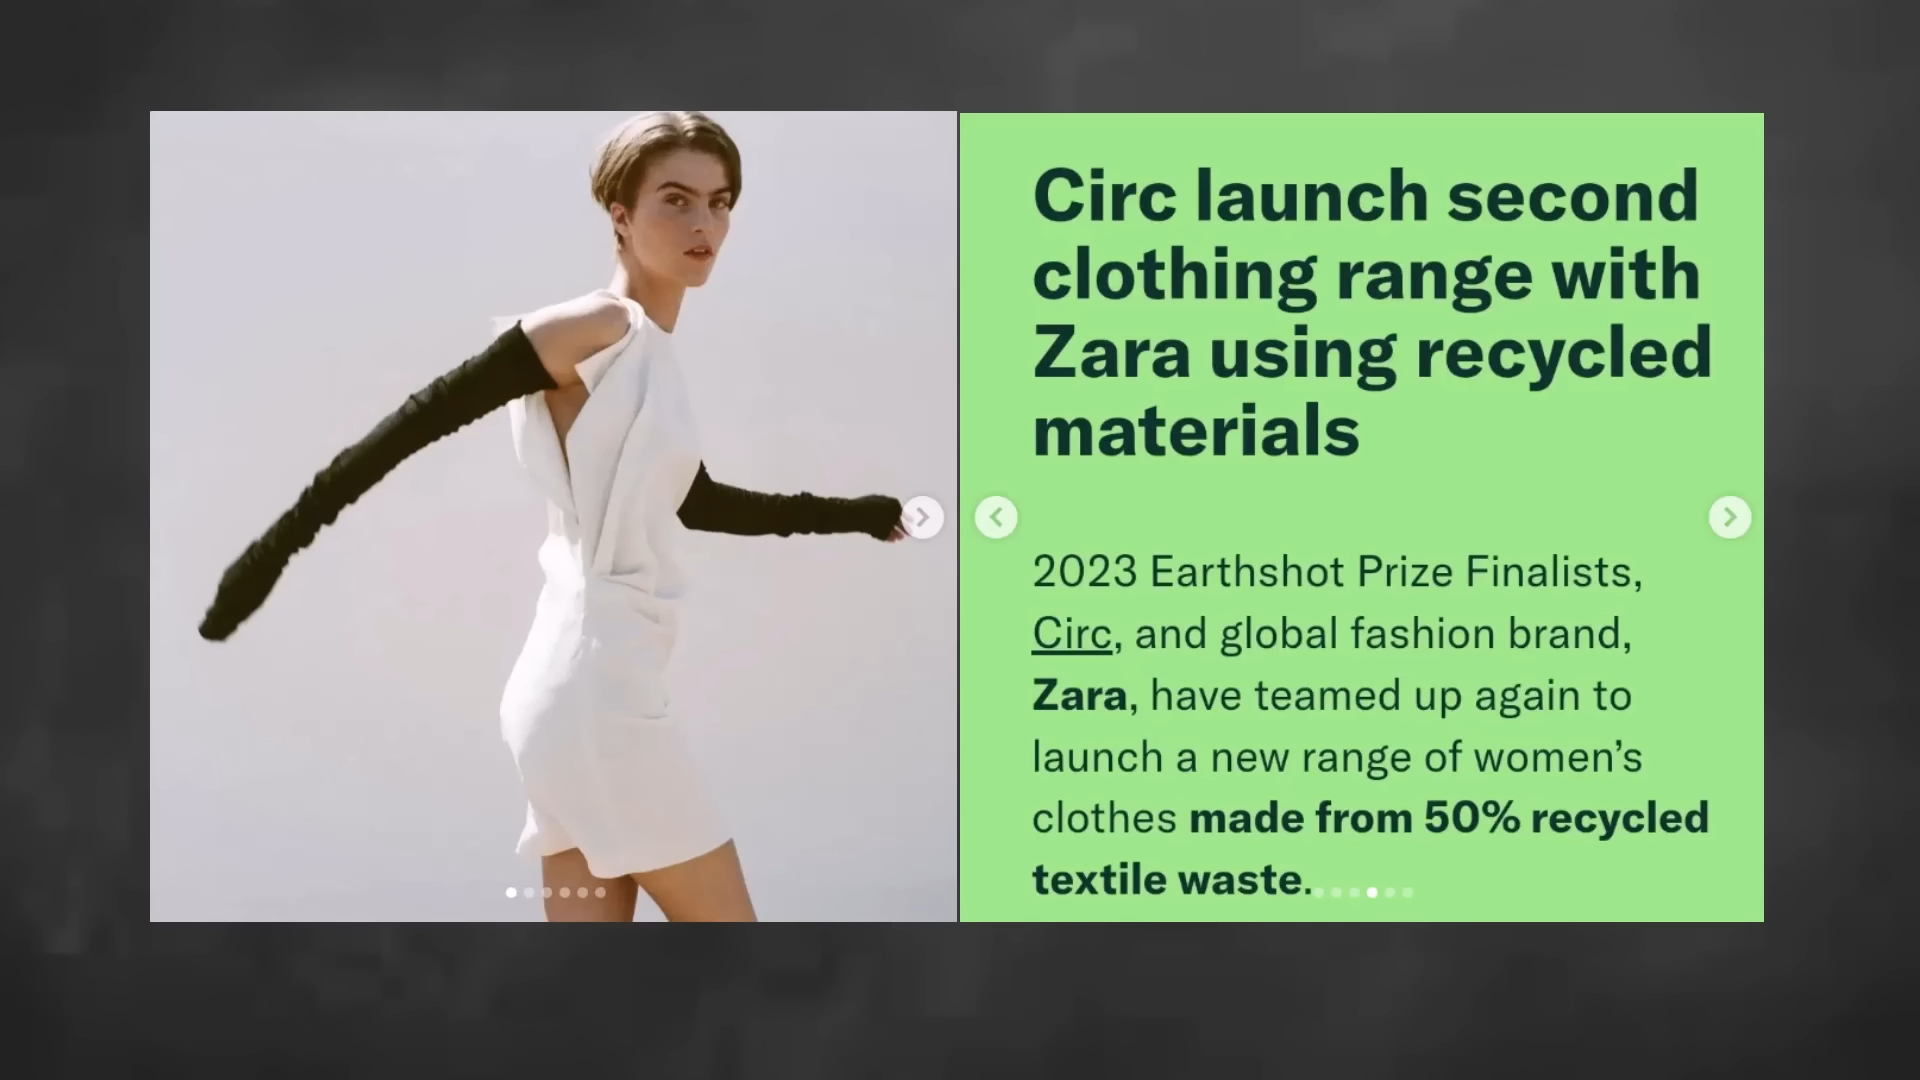 Circ launch second
clothing range with
Zara using recycled
materials
2023 Earthshot Prize Finalists,
Circ, and global fashion brand,
Zara, have teamed up again to
launch a new range of women’s
clothes made from 50% recycled
textile waste.